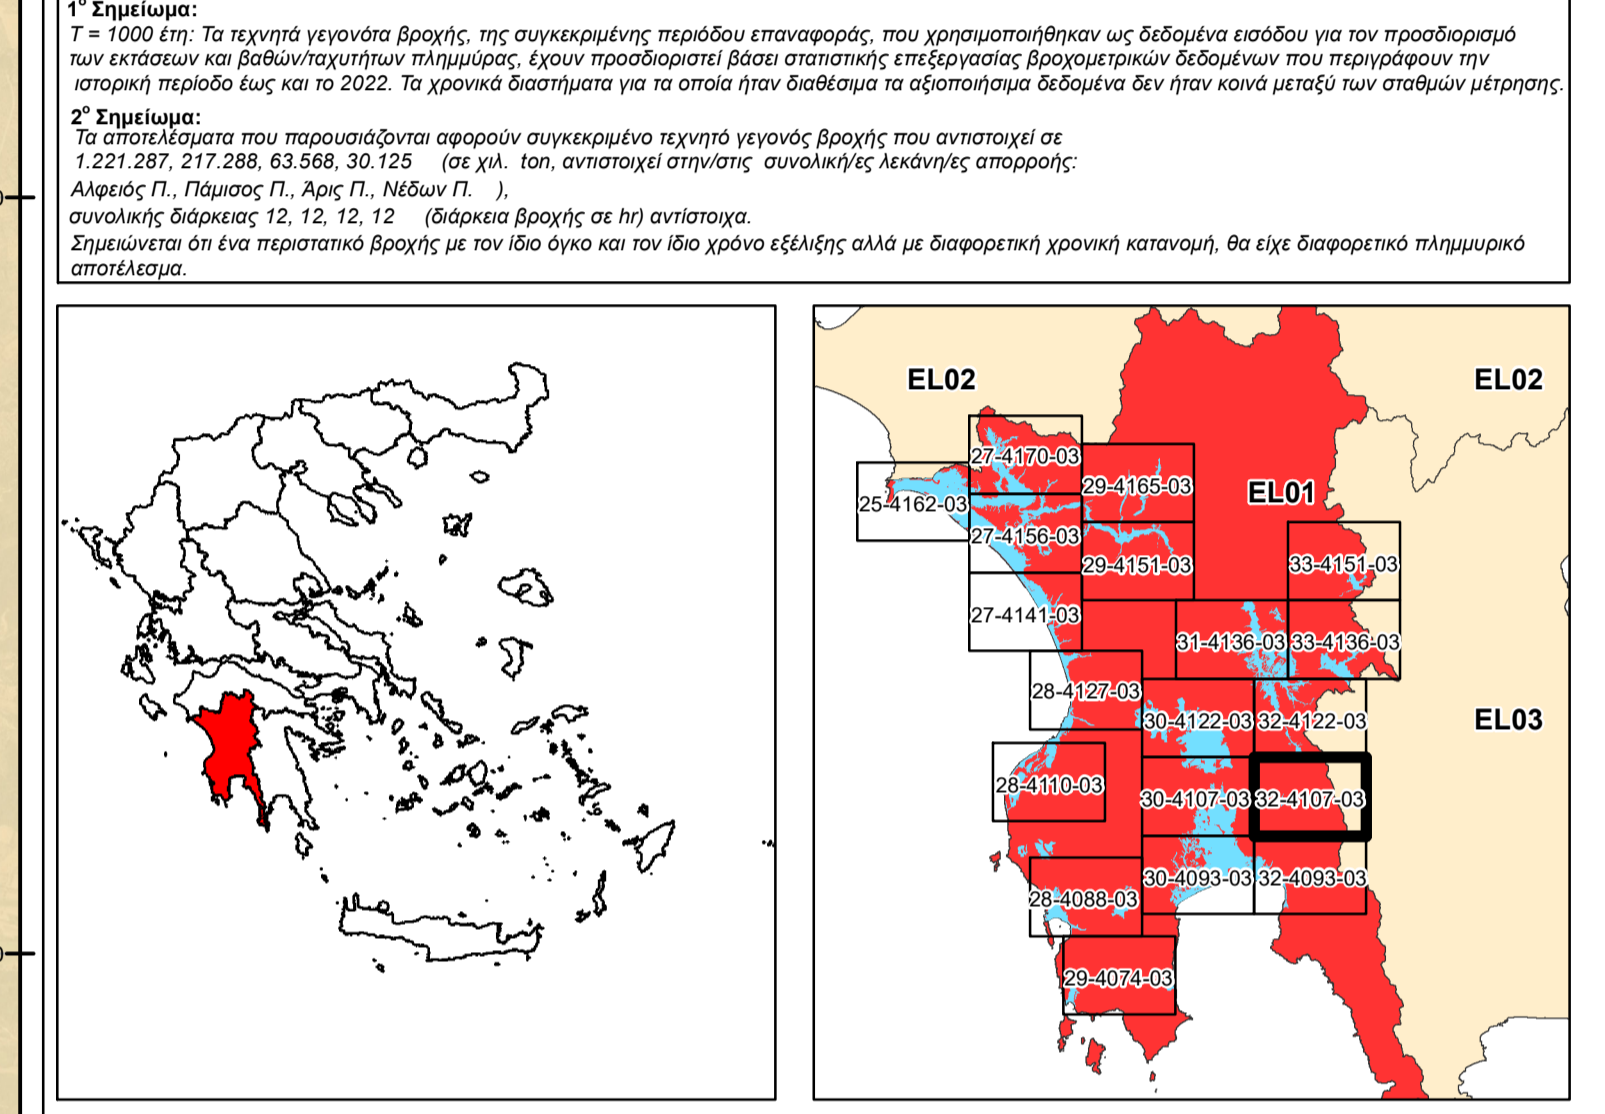 1ο Σημείωμα:
Τ = 1000 έτη: Τα τεχνητά γεγονότα βροχής, της συγκεκριμένης περιόδου επαναφοράς, που χρησιμοποιήθηκαν ως δεδομένα εισόδου για τον προσδιορισμό
των εκτάσεων και βαθών/ταχυτήτων πλημμύρας, έχουν προσδιοριστεί βάσει στατιστικής επεξεργασίας βροχομετρικών δεδομένων που περιγράφουν την
ιστορική περίοδο έως και το 2022. Τα χρονικά διαστήματα για τα οποία ήταν διαθέσιμα τα αξιοποιήσιμα δεδομένα δεν ήταν κοινά μεταξύ των σταθμών μέτρησης.
2ο Σημείωμα:
Τα αποτελέσματα που παρουσιάζονται αφορούν συγκεκριμένο τεχνητό γεγονός βροχής που αντιστοιχεί σε
1.221.287, 217.288, 63.568, 30.125 (σε χιλ. ton, αντιστοιχεί στην/στις συνολική/ες λεκάνη/ες απορροής:
Αλφειός Π., Πάμισος Π., Άρις Π., Νέδων Π. ),
συνολικής διάρκειας 12, 12, 12, 12 (διάρκεια βροχής σε hr) αντίστοιχα.
Σημειώνεται ότι ένα περιστατικό βροχής με τον ίδιο όγκο και τον ίδιο χρόνο εξέλιξης αλλά με διαφορετική χρονική κατανομή, θα είχε διαφορετικό πλημμυρικό
αποτέλεσμα.
EL02
EL02
27-4170-03
29-4165-03
EL01
25-4162-03
27-4156-03
29-4151-03
33-4151-03
27-4141-03
31-4136-03
33-4136-03
28-4127-03
30-4122-03
32-4122-03
EL03
28-4110-03
30-4107-03
32-4107-03
30-4093-03
32-4093-03
28-4088-03
29-4074-03